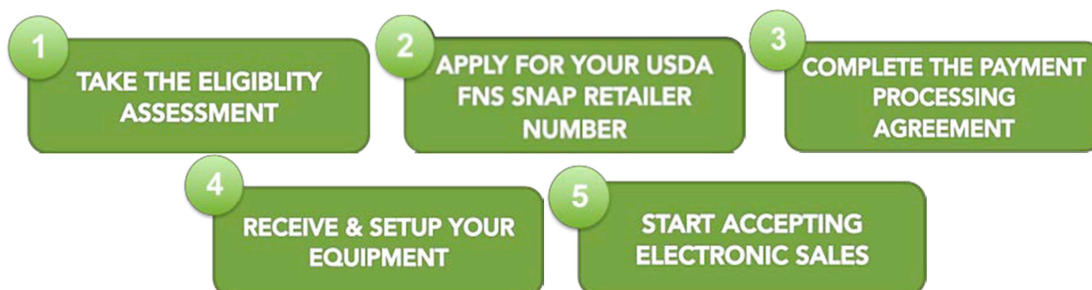 1
TAKE THE ELIGIBLITY
ASSESSMENT
2
APPLY FOR YOUR USDA
FNS SNAP RETAILER
NUMBER
3
COMPLETE THE PAYMENT
PROCESSING
AGREEMENT
4
RECEIVE & SETUP YOUR
EQUIPMENT
5
START ACCEPTING
ELECTRONIC SALES